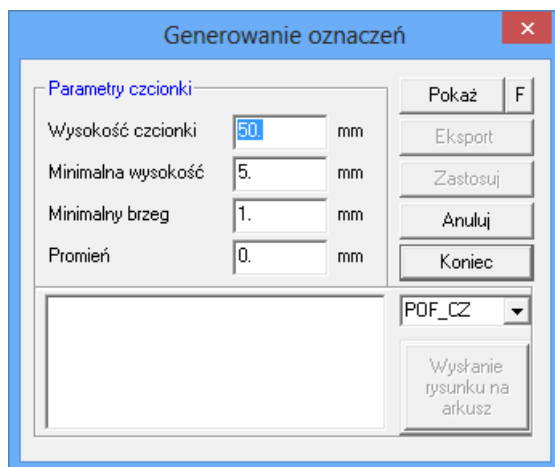 Generowanie oznaczeń
Parametry czcionki
Wysokość czcionki 50. mm
Minimalna wysokość 5. mm
Minimalny brzeg 1. mm
Promień 0. mm
Pokaż F
Eksport
Zastosuj
Anuluj
Koniec
POF_CZ
Wysłanie
rysunku na
arkusz